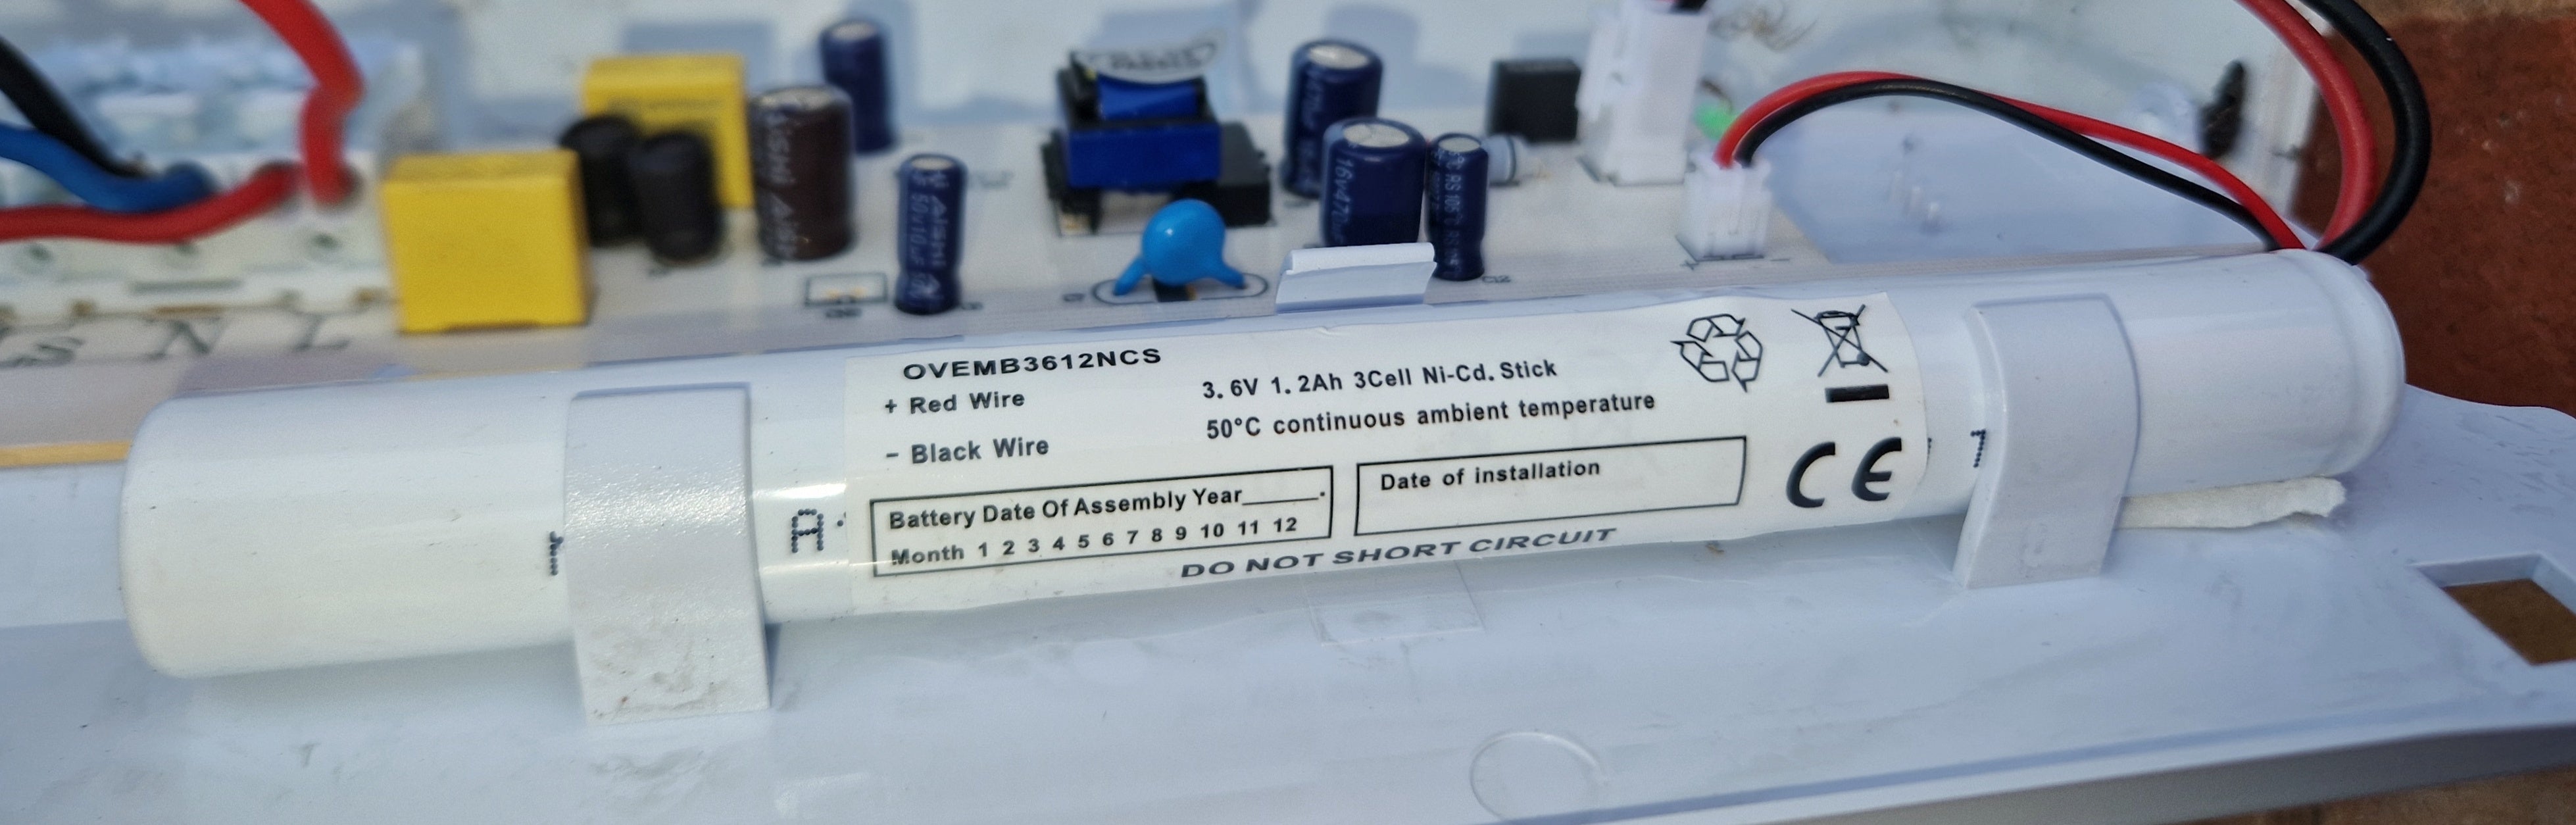 OVEMB3612NCS
+ Red Wire
- Black Wire
3.6V 1.2Ah 3Cell Ni-Cd. Stick
50°C continuous ambient temperature
Battery Date Of Assembly Year______.
Month 1 2 3 4 5 6 7 8 9 10 11 12
Date of installation
DO NOT SHORT CIRCUIT
CE
A
N L